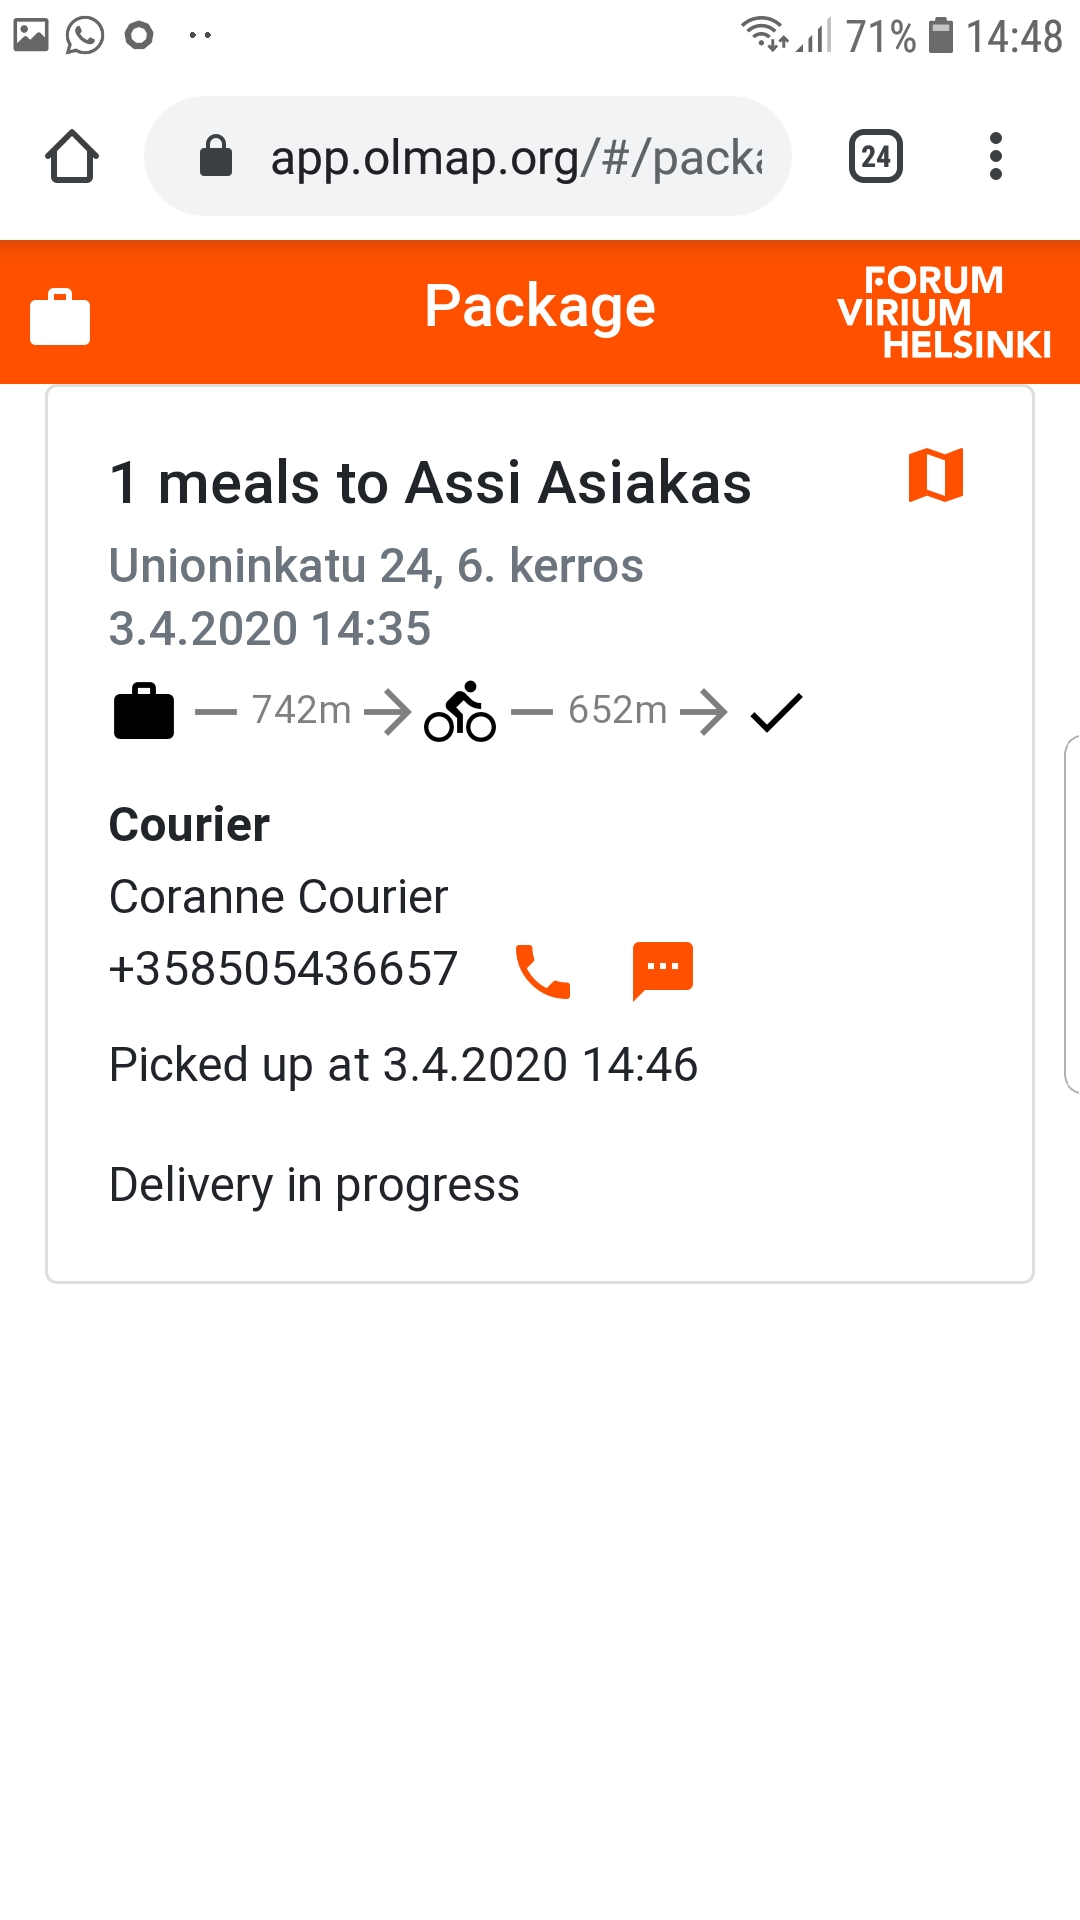 71% 14:48
app.olmap.org/#/pack
24
Package
FORUM
VIRIUM
HELSINKI
1 meals to Assi Asiakas
Unioninkatu 24, 6. kerros
3.4.2020 14:35
742m 652m
Courier
Coranne Courier
+358505436657
Picked up at 3.4.2020 14:46
Delivery in progress